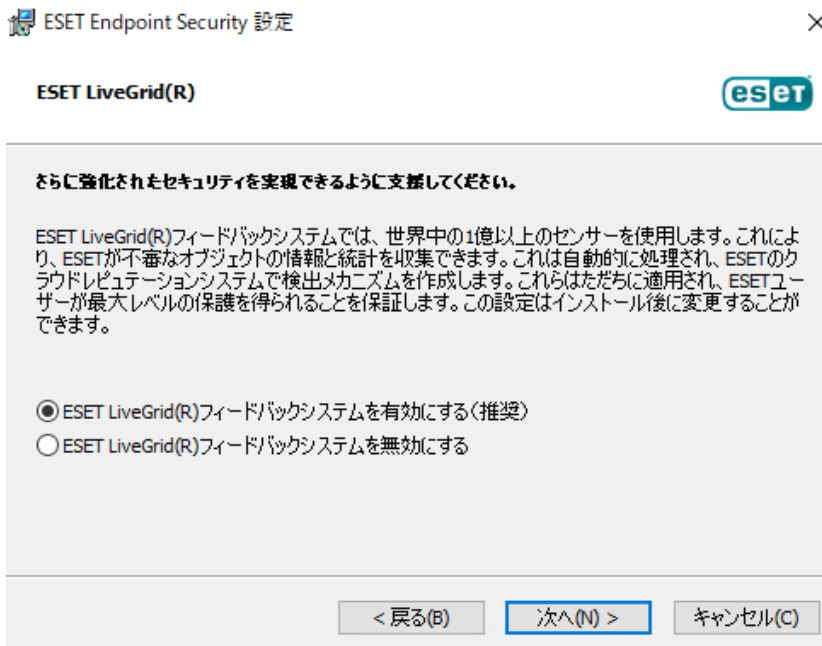 ESET Endpoint Security 設定
ESET LiveGrid(R)
eseT
さらに強化されたセキュリティを実現できるように支援してください。
ESET LiveGrid(R)フィードバックシステムでは、世界中の1億以上のセンサーを使用します。これによ
り、ESETが不審なオブジェクトの情報と統計を収集できます。これは自動的に処理され、ESETのク
ラウドレピュテーションシステムで検出メカニズムを作成します。これらはただちに適用され、ESETユー
ザーが最大レベルの保護を得られることを保証します。この設定はインストール後に変更することが
できます。
ESET LiveGrid(R)フィードバックシステムを有効にする(推奨)
ESET LiveGrid(R)フィードバックシステムを無効にする
< 戻る(B)
次へ(N) >
キャンセル(C)